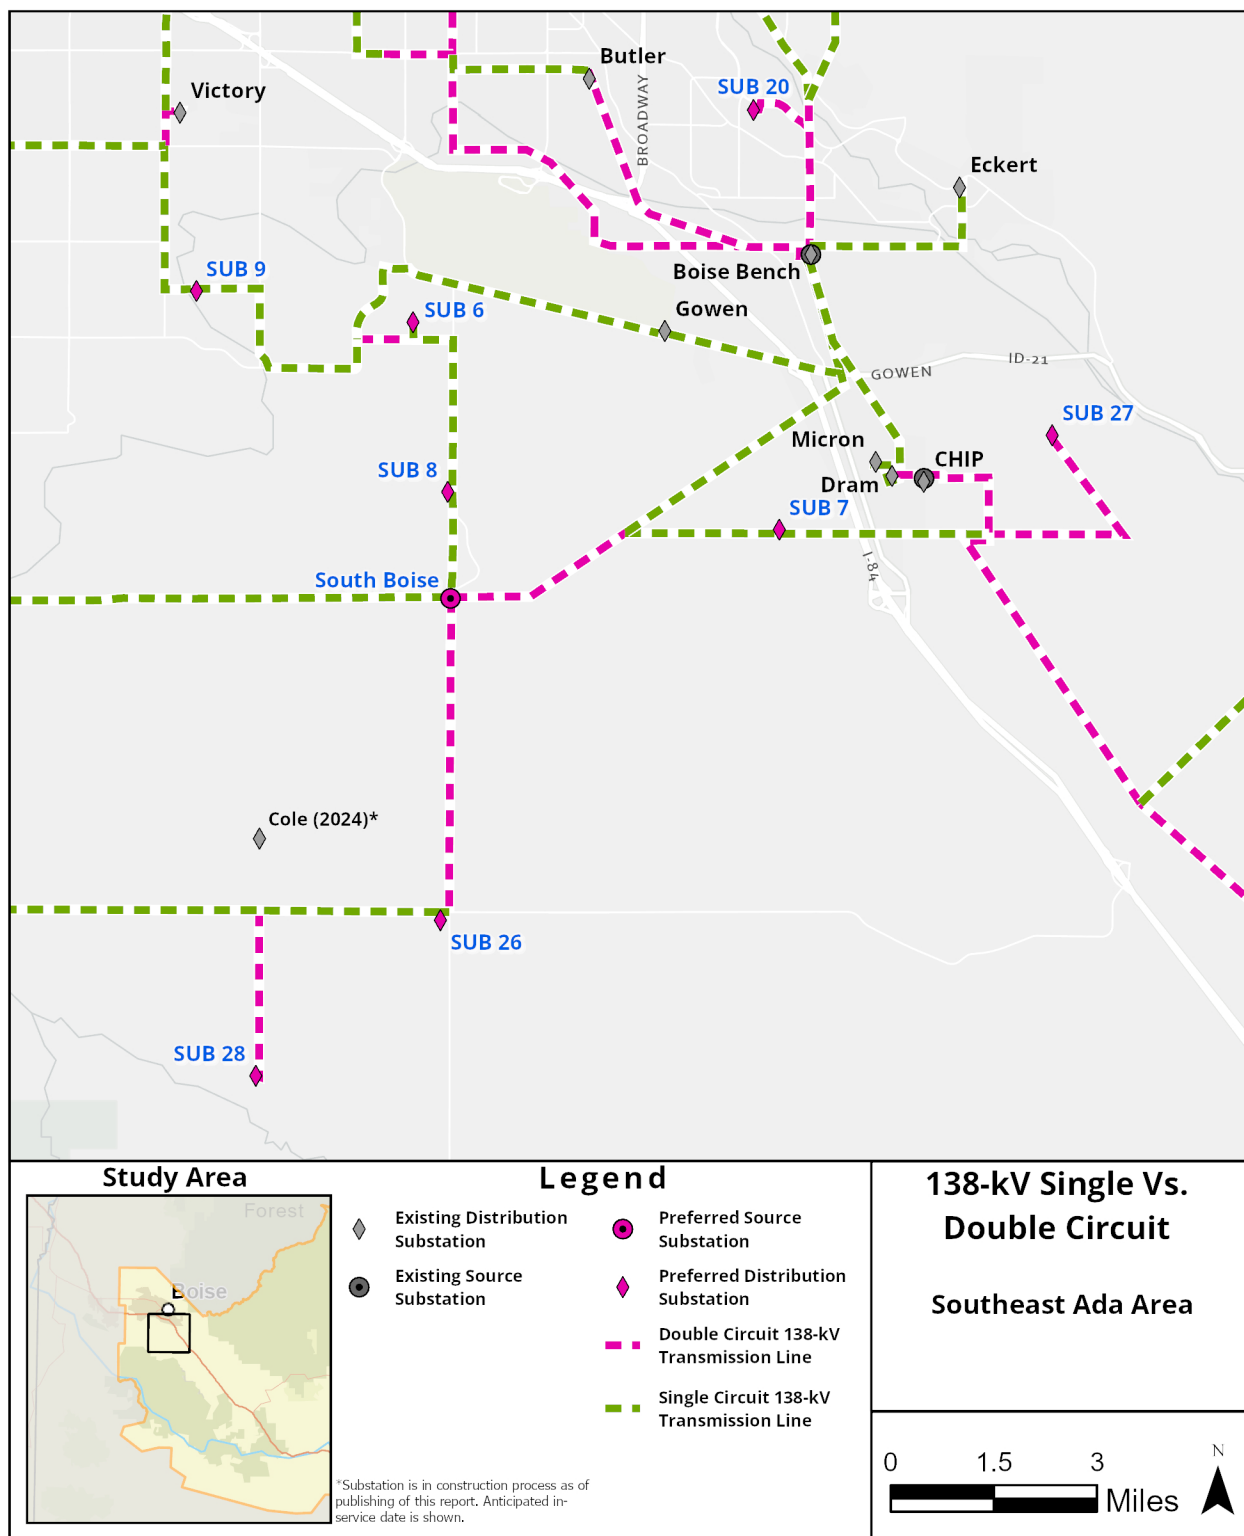 Butler
SUB 20
Victory
BROADWAY
Eckert
SUB 9
Boise Bench
SUB 6
Gowen
ID-21
GOWEN
SUB 27
Micron
CHIP
SUB 8
Dram
SUB 7
I-84
South Boise
Cole (2024)*
SUB 26
SUB 28
Study Area
Forest
Boise
Legend
Existing Distribution
Substation
Existing Source
Substation
Preferred Source
Substation
Preferred Distribution
Substation
Double Circuit 138-kV
Transmission Line
Single Circuit 138-kV
Transmission Line
*Substation is in construction process as of
publishing of this report. Anticipated in-
service date is shown.
138-kV Single Vs.
Double Circuit
Southeast Ada Area
N
0 1.5 3
Miles